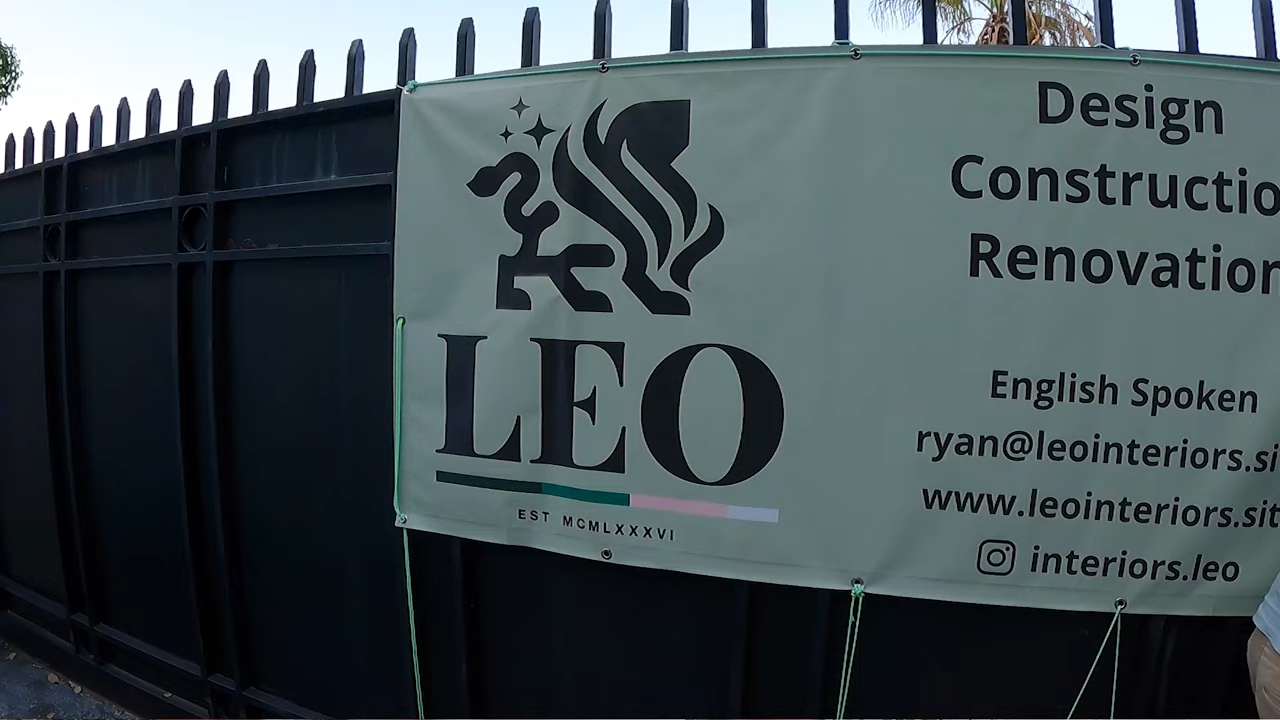 LEO
EST MCMLXXXVI
Design
Constructio
Renovation
English Spoken
ryan@leointeriors.si
www.leointeriors.sit
interiors.leo